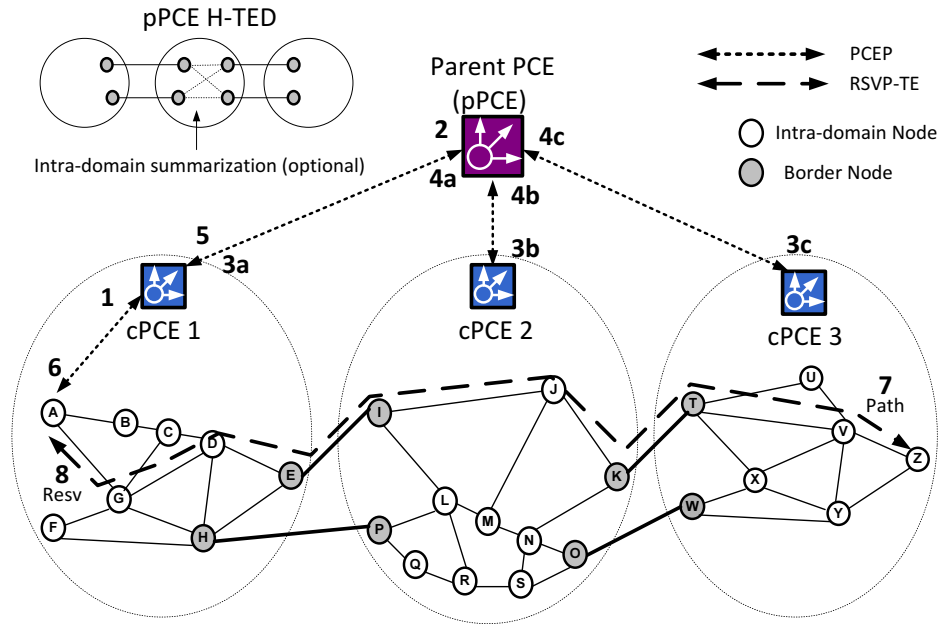 pPCE H-TED
Intra-domain summarization (optional)
Parent PCE
(pPCE)
PCEP
RSVP-TE
Intra-domain Node
Border Node
2
4c
4a
4b
5
3a
3b
3c
1
cPCE 1
cPCE 2
cPCE 3
6
7
Path
8
Resv
A
B
C
D
E
F
G
H
I
J
K
L
M
N
O
P
Q
R
S
T
U
V
W
X
Y
Z